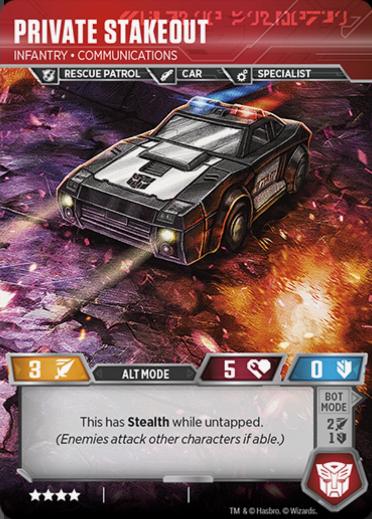 PRIVATE STAKEOUT
INFANTRY • COMMUNICATIONS
RESCUE PATROL CAR SPECIALIST
3 ALT MODE 5 0
This has Stealth while untapped.
(Enemies attack other characters if able.)
BOT
MODE
2
1
TM & © Hasbro. © Wizards.